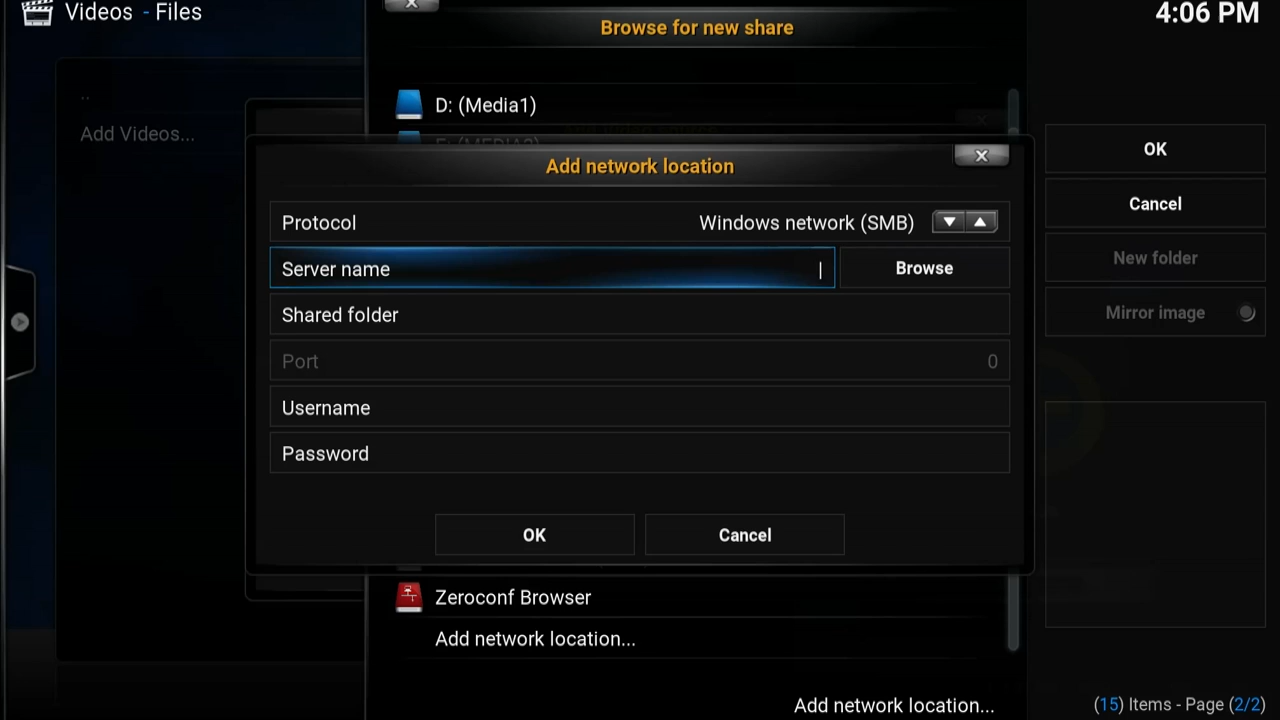 Videos - Files
4:06 PM
Browse for new share
..
Add Videos...
D: (Media1)
Add network location
Protocol Windows network (SMB)
Server name
Browse
Shared folder
Port 0
Username
Password
OK
Cancel
OK
Cancel
New folder
Mirror image
Zeroconf Browser
Add network location...
Add network location...
(15) Items - Page (2/2)